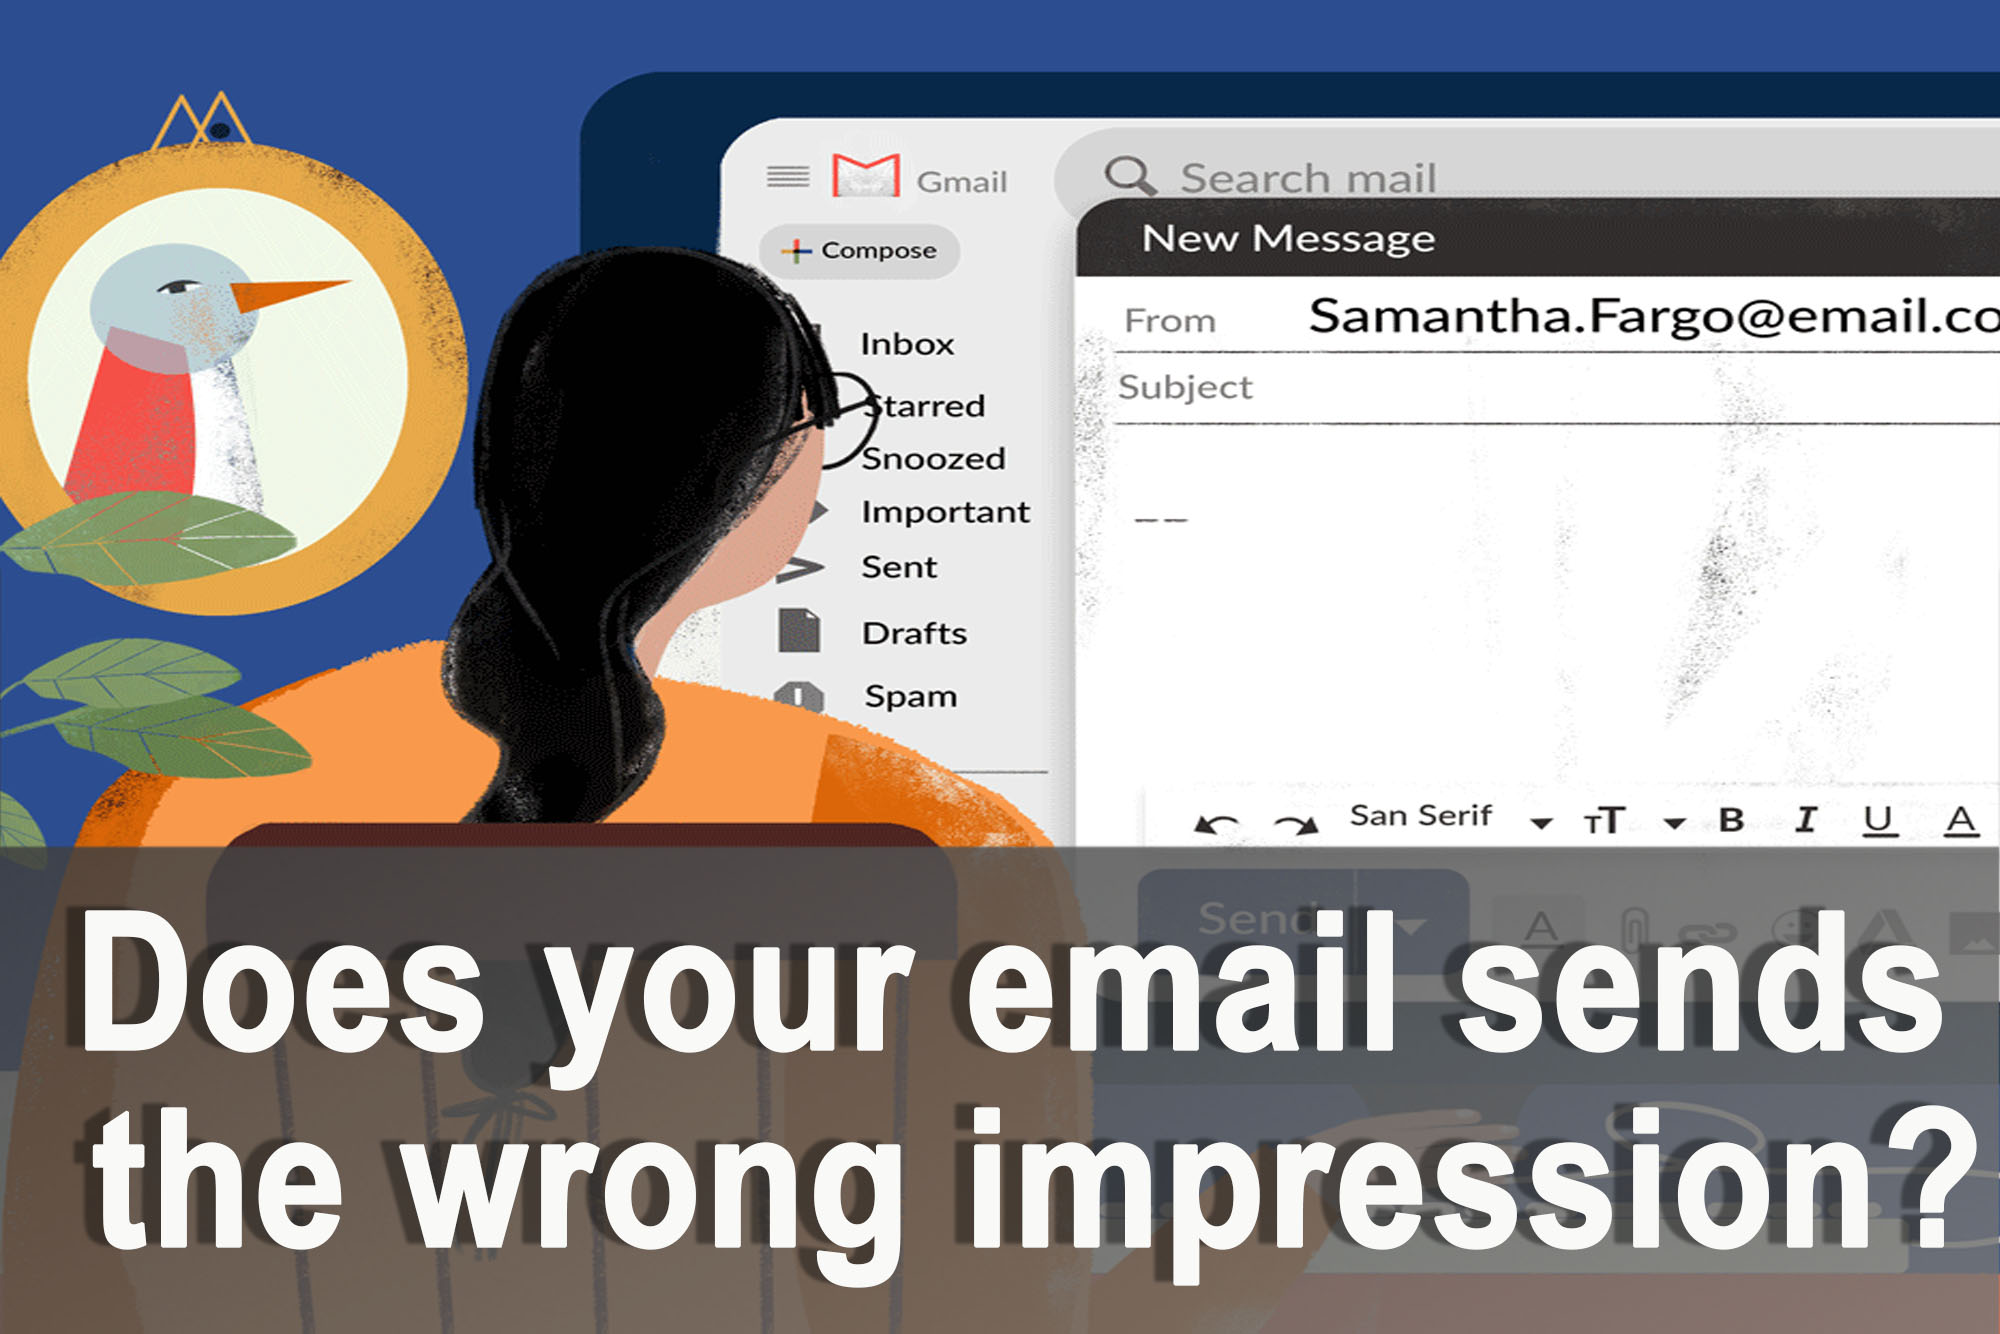 Gmail
Search mail
Compose
New Message
From Samantha.Fargo@email.co
Subject
Inbox
Starred
Snoozed
Important
Sent
Drafts
Spam
--
San Serif TT B I U A
Send A
Does your email sends
the wrong impression?